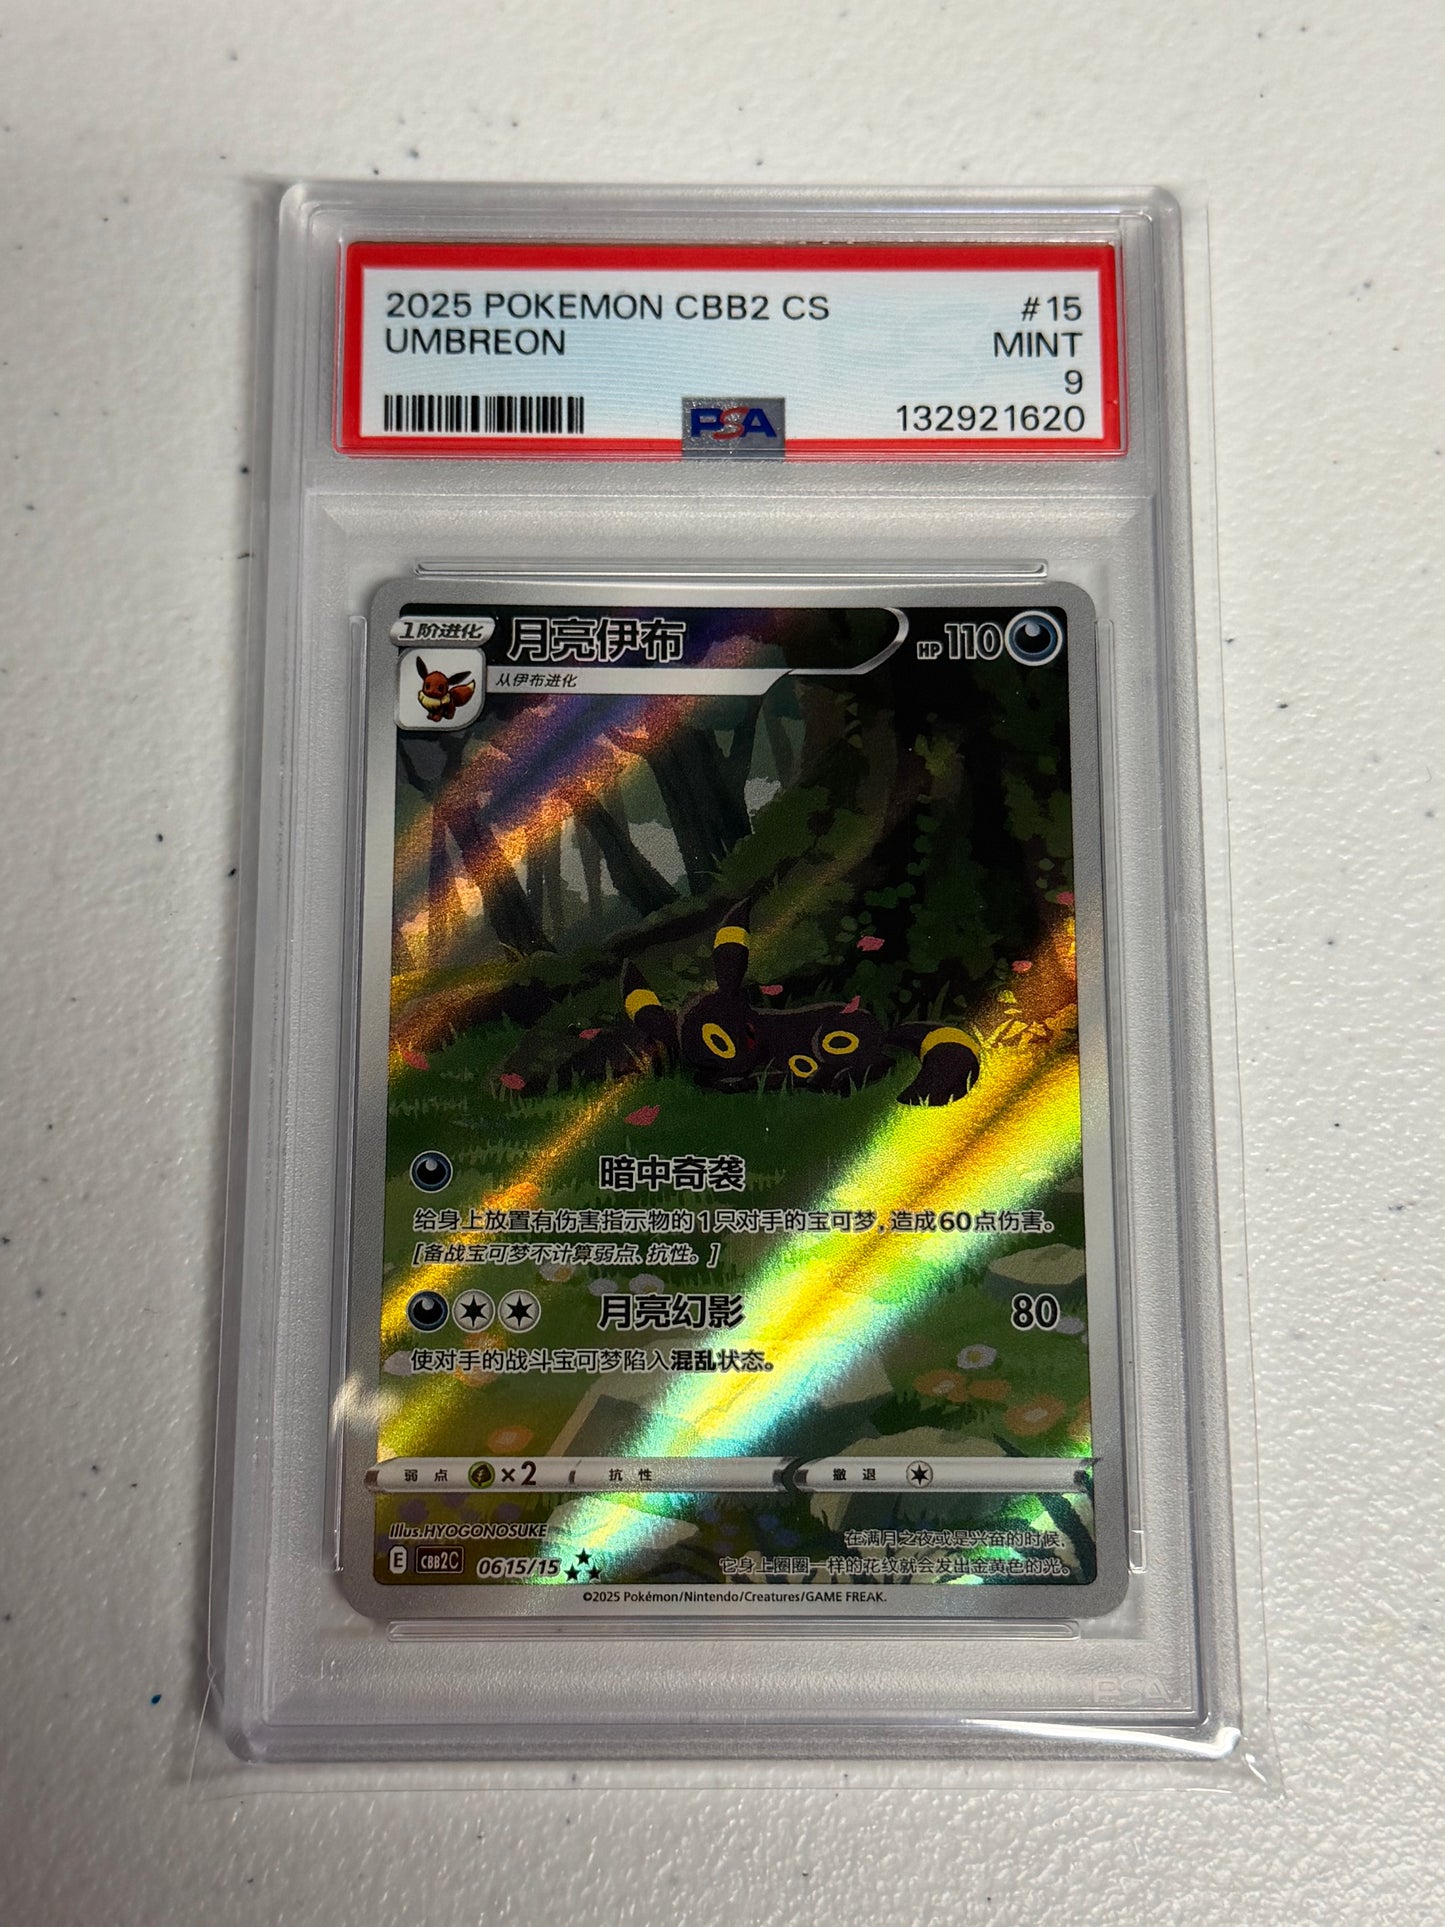 2025 POKEMON CBB2 CS #15
UMBREON MINT
9
PSA 132921620
1阶进化 月亮伊布 HP110
从伊布进化
暗中奇袭
给身上放置有伤害指示物的1只对手的宝可梦,造成60点伤害。
[备战宝可梦不计算弱点、抗性。]
月亮幻影 80
使对手的战斗宝可梦陷入混乱状态。
弱点 ×2 抗性 撤退
Illus.HYOGONOSUKE
在满月之夜或是兴奋的时候,
E CBB2C 0615/15 ★★★
它身上圈圈一样的花纹就会发出金黄色的光。
©2025 Pokémon/Nintendo/Creatures/GAME FREAK.
PSA